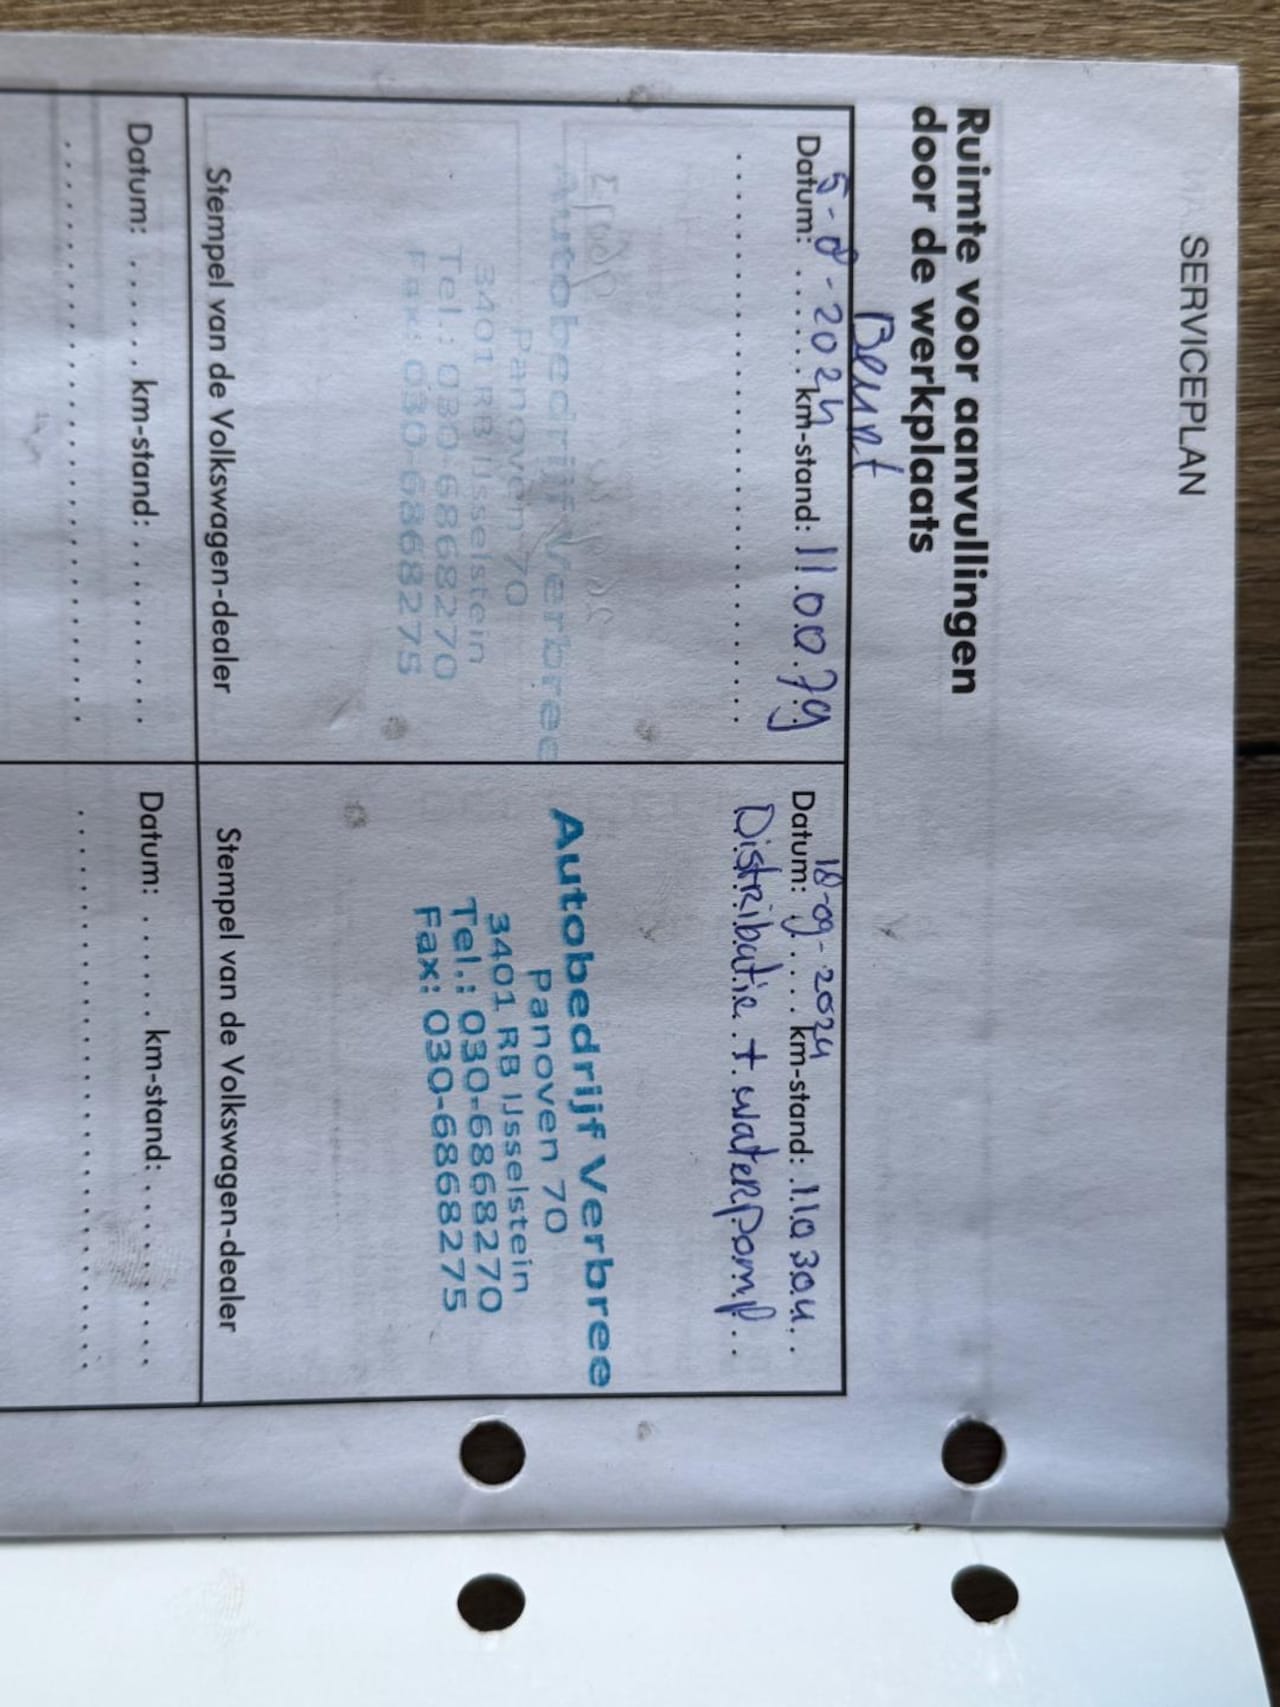 SERVICEPLAN
Ruimte voor aanvullingen
door de werkplaats
Beurt
Datum: 5-8-2024 km-stand: 11.00.79
Autobedrijf Verbree
Panoven 70
3401 RB IJsselstein
Tel.: 030-6868270
Fax: 030-6868275
Stempel van de Volkswagen-dealer
Datum: 18-09-2024 km-stand: 110304
Distributie + waterpomp
Autobedrijf Verbree
Panoven 70
3401 RB IJsselstein
Tel.: 030-6868270
Fax: 030-6868275
Stempel van de Volkswagen-dealer
Datum: ...... km-stand: ........
Datum: ...... km-stand: ........